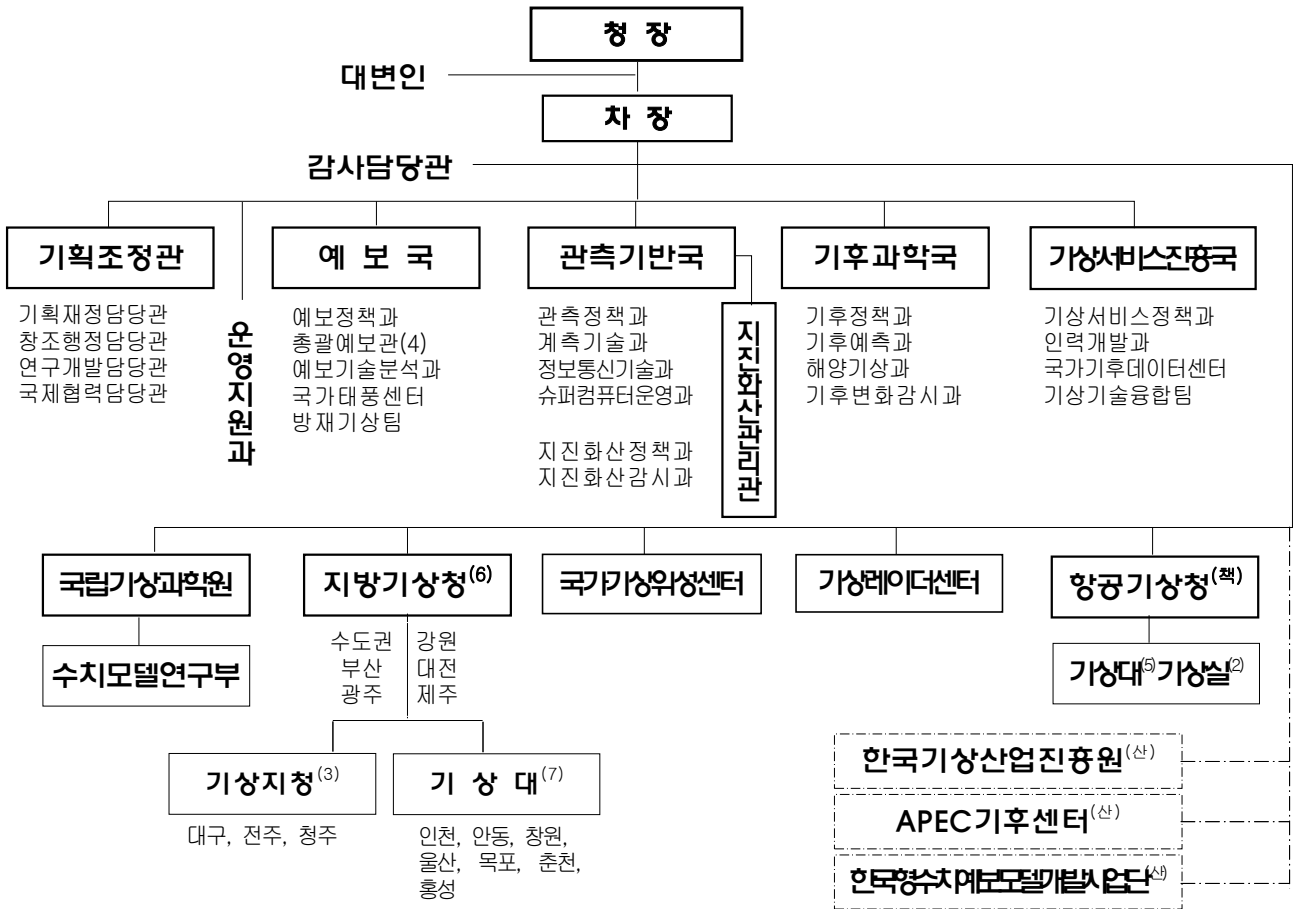 청 장
대변인
차 장
감사담당관
기획조정관
기획재정담당관
창조행정담당관
연구개발담당관
국제협력담당관
운영지원과
예 보 국
예보정책과
총괄예보관(4)
예보기술분석과
국가태풍센터
방재기상팀
관측기반국
관측정책과
계측기술과
정보통신기술과
슈퍼컴퓨터운영과
지진화산정책과
지진화산감시과
지진화산관리관
기후과학국
기후정책과
기후예측과
해양기상과
기후변화감시과
기상서비스진흥국
기상서비스정책과
인력개발과
국가기후데이터센터
기상기술융합팀
국립기상과학원
수치모델연구부
지방기상청(6)
수도권 강원
부산 대전
광주 제주
기상지청(3)
대구, 전주, 청주
기 상 대(7)
인천, 안동, 창원,
울산, 목포, 춘천,
홍성
국가기상위성센터
기상레이더센터
항공기상청(책)
기상대(5)기상실(2)
한국기상산업진흥원(산)
APEC기후센터(산)
한국형수치예보모델개발사업단(산)